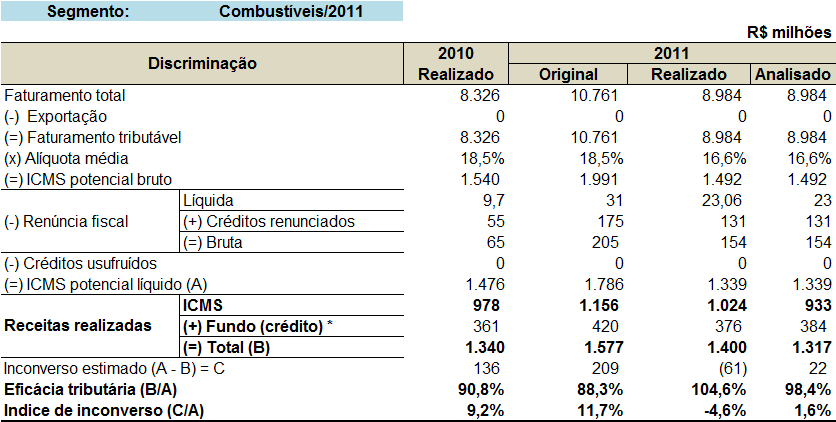 Segmento: Combustíveis/2011
R$ milhões
Discriminação 2010 2011
Realizado Original Realizado Analisado
Faturamento total 8.326 10.761 8.984 8.984
(-) Exportação 0 0 0 0
(=) Faturamento tributável 8.326 10.761 8.984 8.984
(x) Alíquota média 18,5% 18,5% 16,6% 16,6%
(=) ICMS potencial bruto 1.540 1.991 1.492 1.492
(-) Renúncia fiscal Líquida 9,7 31 23,06 23
(+) Créditos renunciados 55 175 131 131
(=) Bruta 65 205 154 154
(-) Créditos usufruídos 0 0 0 0
(=) ICMS potencial líquido (A) 1.476 1.786 1.339 1.339
Receitas realizadas ICMS 978 1.156 1.024 933
(+) Fundo (crédito) * 361 420 376 384
(=) Total (B) 1.340 1.577 1.400 1.317
Inconverso estimado (A - B) = C 136 209 (61) 22
Eficácia tributária (B/A) 90,8% 88,3% 104,6% 98,4%
Indice de inconverso (C/A) 9,2% 11,7% -4,6% 1,6%